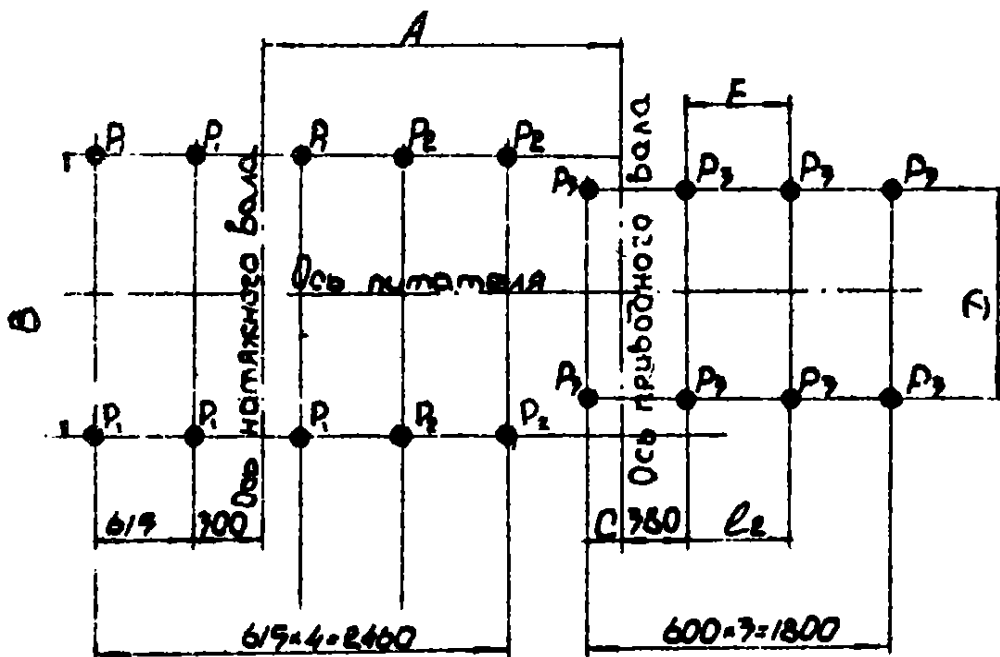 A
E
P₁ P₁ P₁ P₂ P₂
P₃ P₃ P₃ P₃
Ось натяжного вала
Ось питателя
Ось приводного вала
В
D
P₃ P₃ P₃ P₃
P₁ P₁ P₁ P₂ P₂
615 300
C 380 ℓ₂
615×4=2460
600×3=1800